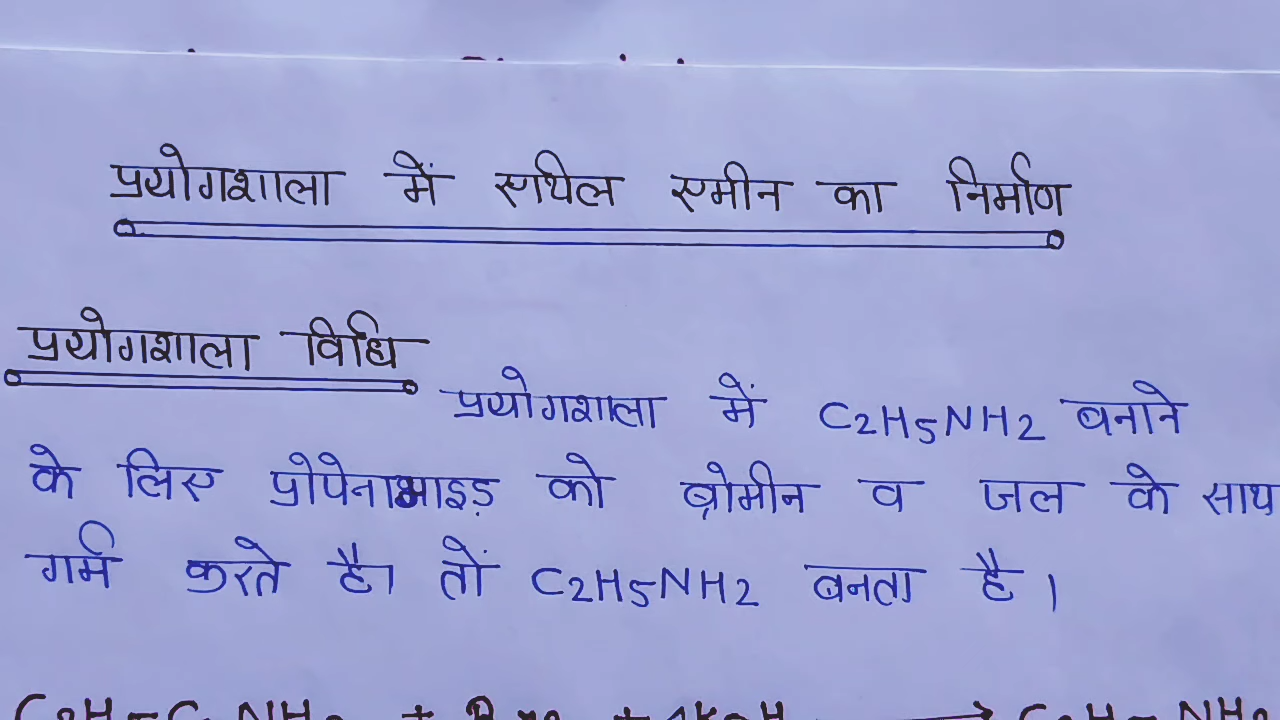 प्रयोगशाला में एथिल एमीन का निर्माण
प्रयोगशाला विधि
प्रयोगशाला में C2H5NH2 बनाने
के लिए प्रोपेनामाइड को ब्रोमीन व जल के साथ
गर्म करते है। तों C2H5NH2 बनता है।